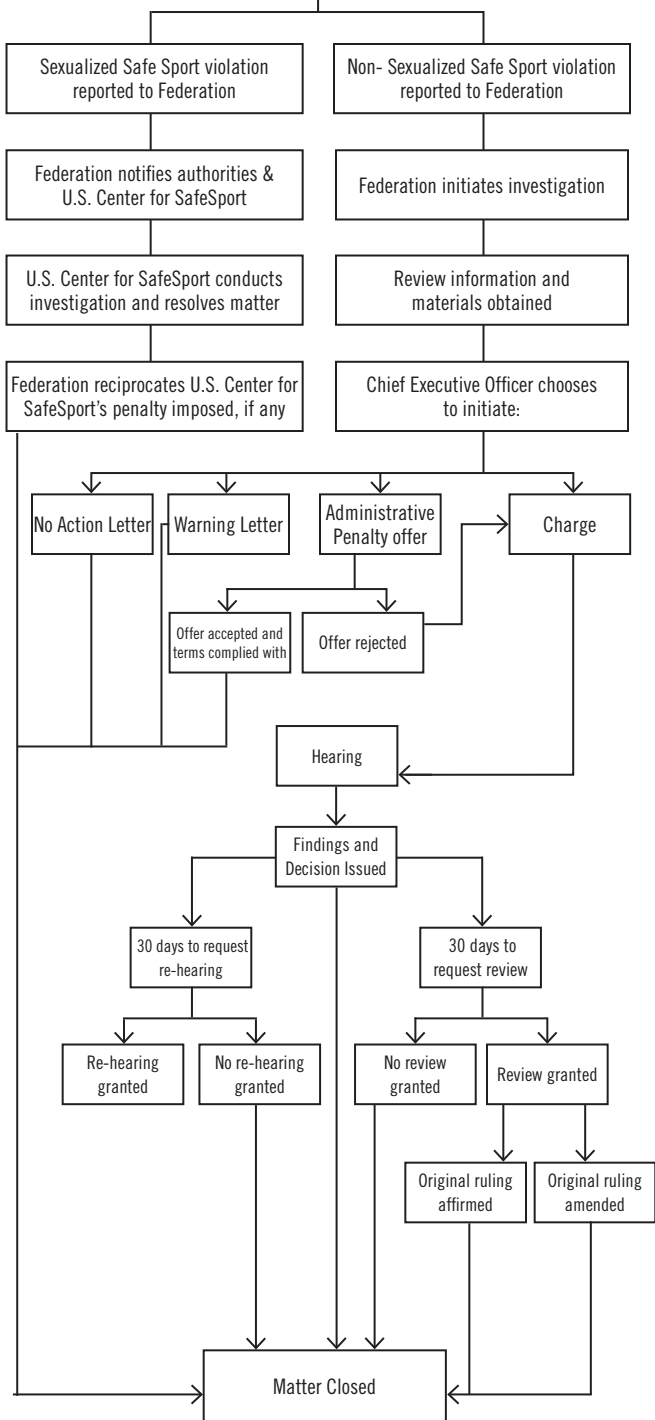 Sexualized Safe Sport violation
reported to Federation
Non- Sexualized Safe Sport violation
reported to Federation
Federation notifies authorities &
U.S. Center for SafeSport
Federation initiates investigation
U.S. Center for SafeSport conducts
investigation and resolves matter
Review information and
materials obtained
Federation reciprocates U.S. Center for
SafeSport's penalty imposed, if any
Chief Executive Officer chooses
to initiate:
No Action Letter
Warning Letter
Administrative
Penalty offer
Charge
Offer accepted and
terms complied with
Offer rejected
Hearing
Findings and
Decision Issued
30 days to request
re-hearing
30 days to
request review
Re-hearing
granted
No re-hearing
granted
No review
granted
Review granted
Original ruling
affirmed
Original ruling
amended
Matter Closed